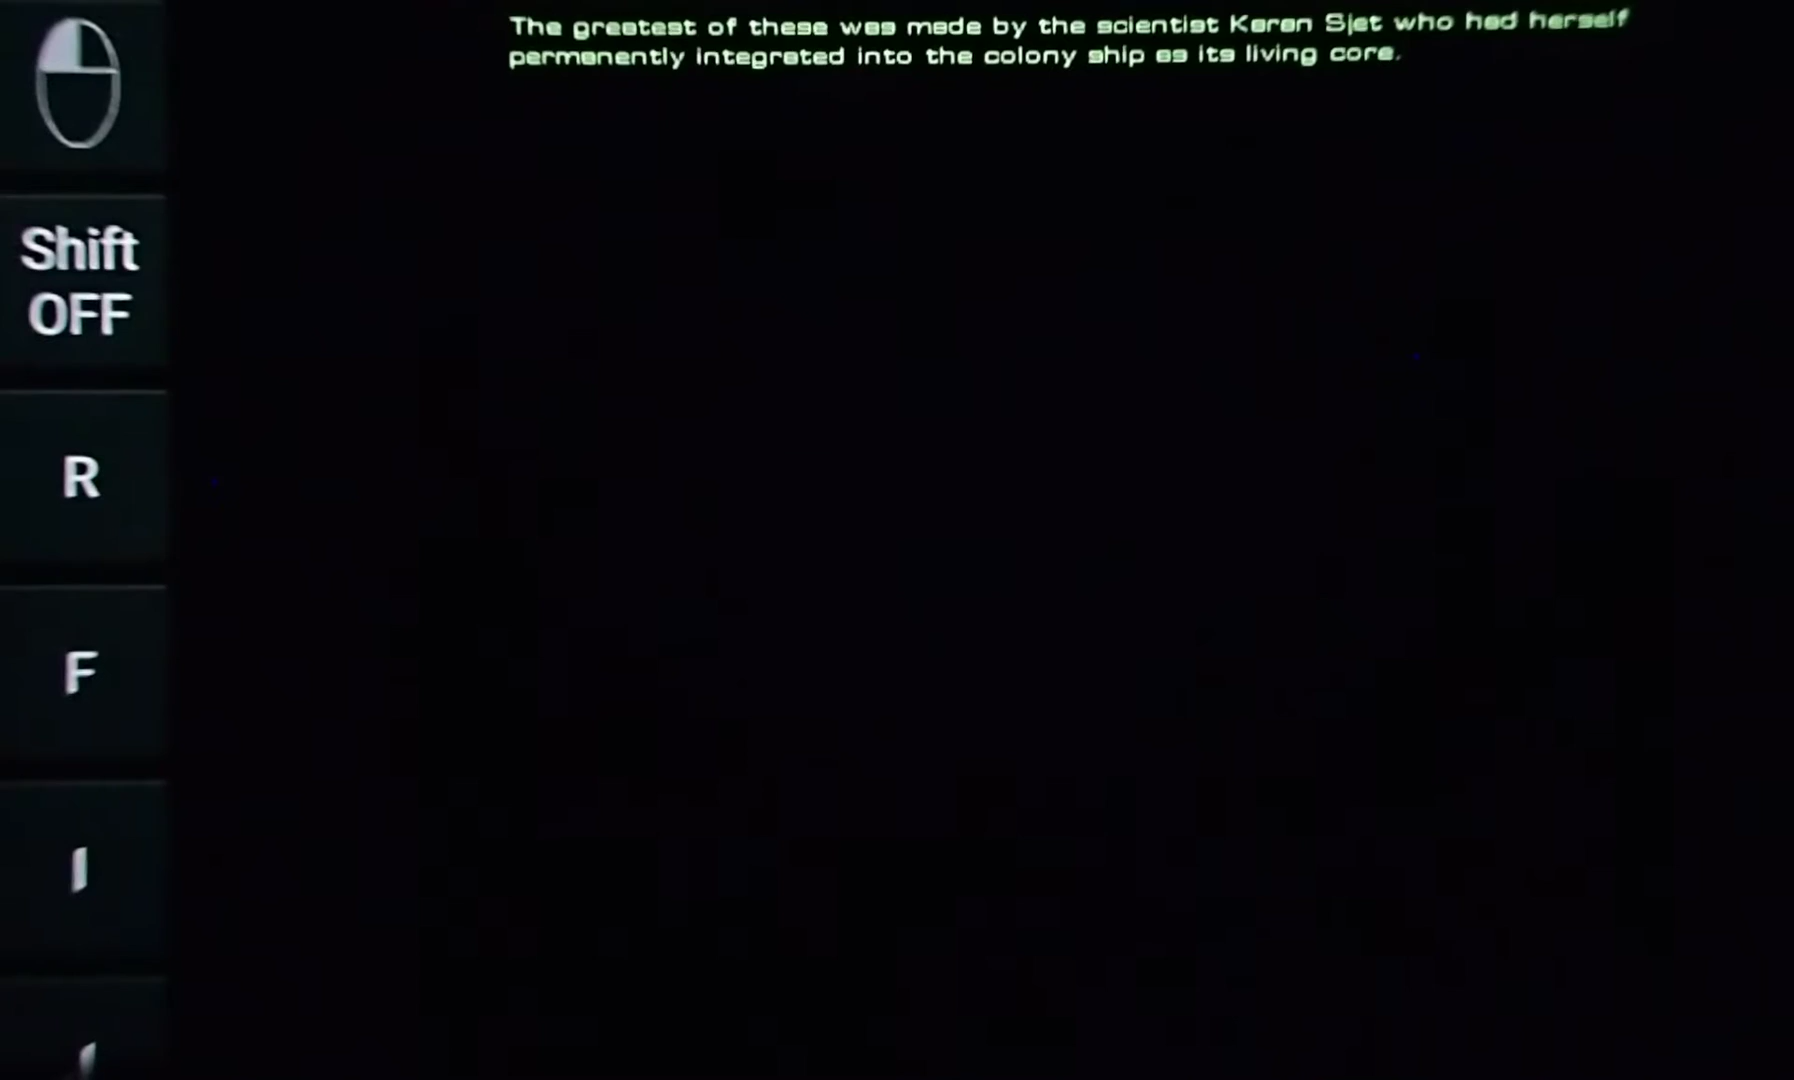 The greatest of these was made by the scientist Karan Sjet who had herself
permanently integrated into the colony ship as its living core.
Shift
OFF
R
F